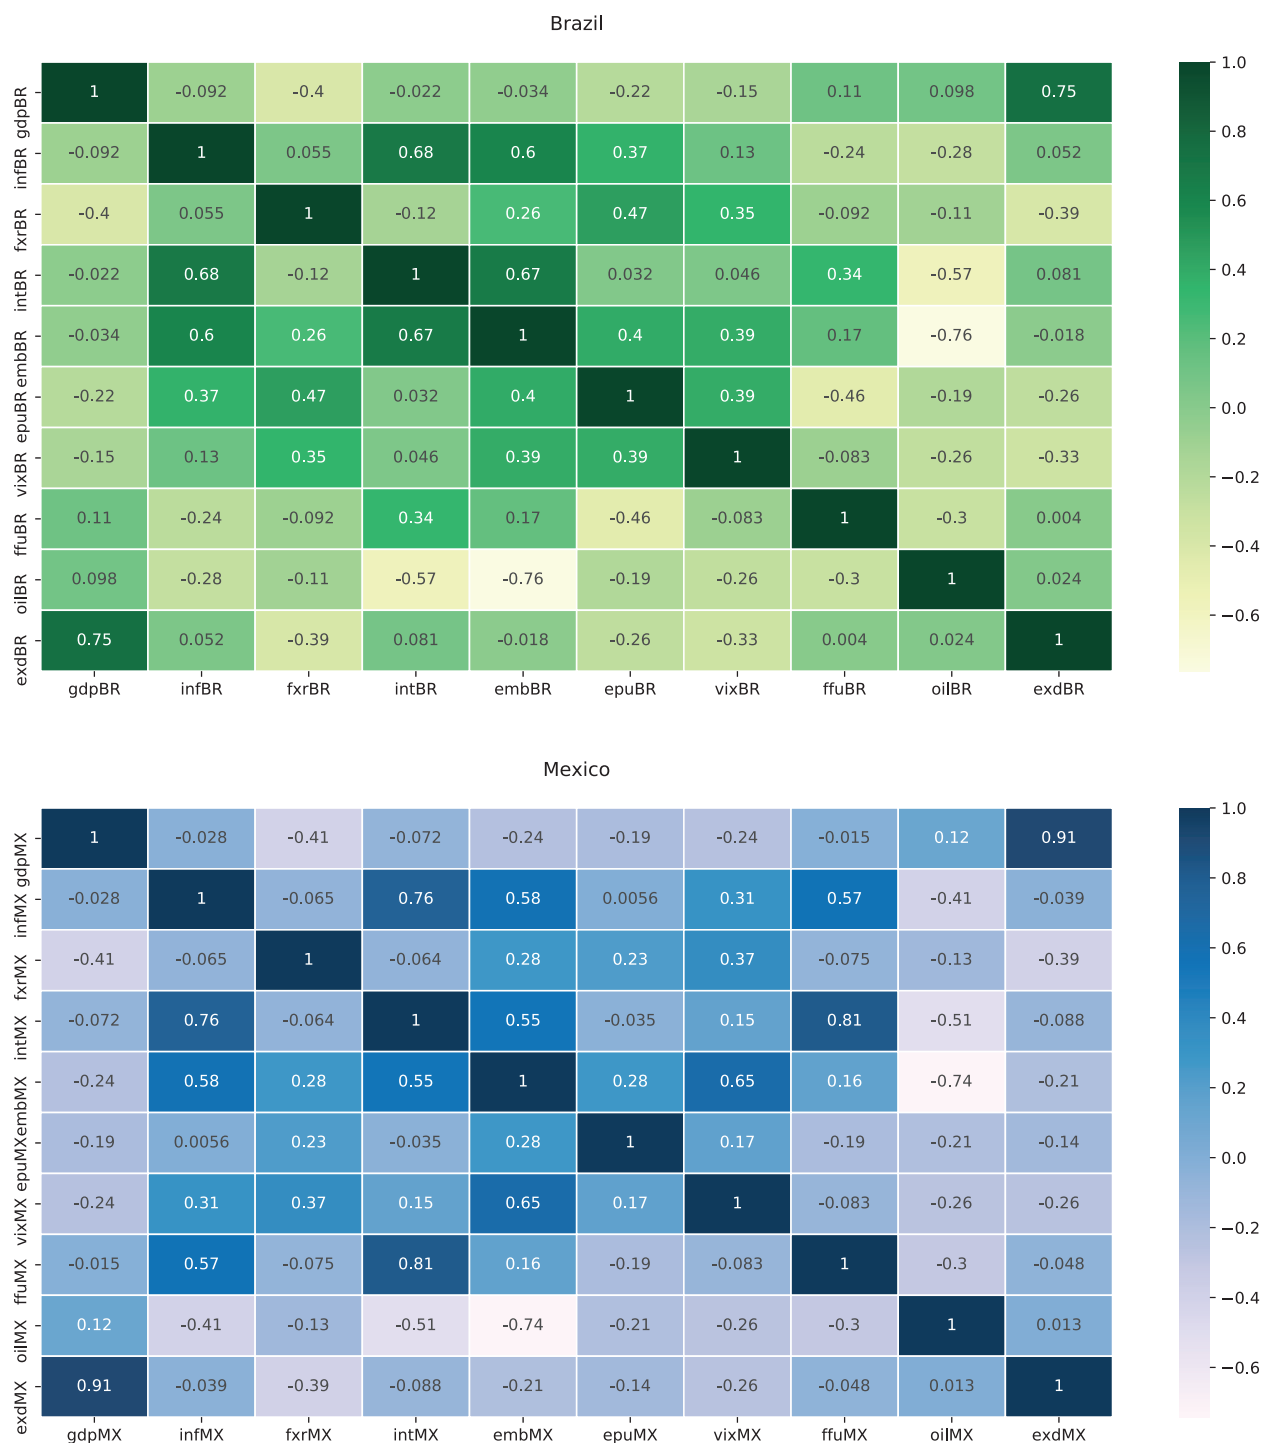 Brazil
gdpBR 1 -0.092 -0.4 -0.022 -0.034 -0.22 -0.15 0.11 0.098 0.75
infBR -0.092 1 0.055 0.68 0.6 0.37 0.13 -0.24 -0.28 0.052
fxrBR -0.4 0.055 1 -0.12 0.26 0.47 0.35 -0.092 -0.11 -0.39
intBR -0.022 0.68 -0.12 1 0.67 0.032 0.046 0.34 -0.57 0.081
embBR -0.034 0.6 0.26 0.67 1 0.4 0.39 0.17 -0.76 -0.018
epuBR -0.22 0.37 0.47 0.032 0.4 1 0.39 -0.46 -0.19 -0.26
vixBR -0.15 0.13 0.35 0.046 0.39 0.39 1 -0.083 -0.26 -0.33
ffuBR 0.11 -0.24 -0.092 0.34 0.17 -0.46 -0.083 1 -0.3 0.004
oilBR 0.098 -0.28 -0.11 -0.57 -0.76 -0.19 -0.26 -0.3 1 0.024
exdBR 0.75 0.052 -0.39 0.081 -0.018 -0.26 -0.33 0.004 0.024 1
gdpBR infBR fxrBR intBR embBR epuBR vixBR ffuBR oilBR exdBR
1.0
0.8
0.6
0.4
0.2
0.0
−0.2
−0.4
−0.6
Mexico
gdpMX 1 -0.028 -0.41 -0.072 -0.24 -0.19 -0.24 -0.015 0.12 0.91
infMX -0.028 1 -0.065 0.76 0.58 0.0056 0.31 0.57 -0.41 -0.039
fxrMX -0.41 -0.065 1 -0.064 0.28 0.23 0.37 -0.075 -0.13 -0.39
intMX -0.072 0.76 -0.064 1 0.55 -0.035 0.15 0.81 -0.51 -0.088
embMX -0.24 0.58 0.28 0.55 1 0.28 0.65 0.16 -0.74 -0.21
epuMX -0.19 0.0056 0.23 -0.035 0.28 1 0.17 -0.19 -0.21 -0.14
vixMX -0.24 0.31 0.37 0.15 0.65 0.17 1 -0.083 -0.26 -0.26
ffuMX -0.015 0.57 -0.075 0.81 0.16 -0.19 -0.083 1 -0.3 -0.048
oilMX 0.12 -0.41 -0.13 -0.51 -0.74 -0.21 -0.26 -0.3 1 0.013
exdMX 0.91 -0.039 -0.39 -0.088 -0.21 -0.14 -0.26 -0.048 0.013 1
gdpMX infMX fxrMX intMX embMX epuMX vixMX ffuMX oilMX exdMX
1.0
0.8
0.6
0.4
0.2
0.0
−0.2
−0.4
−0.6